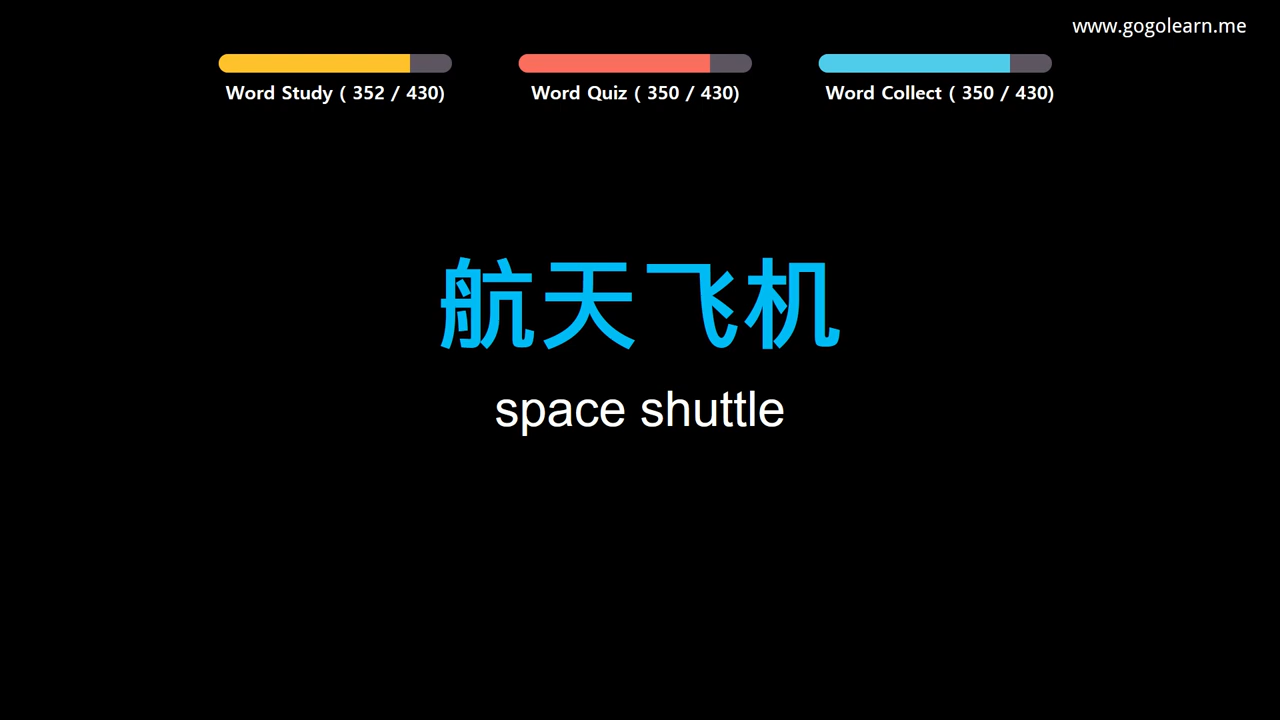 www.gogolearn.me
Word Study ( 352 / 430)
Word Quiz ( 350 / 430)
Word Collect ( 350 / 430)
航天飞机
space shuttle